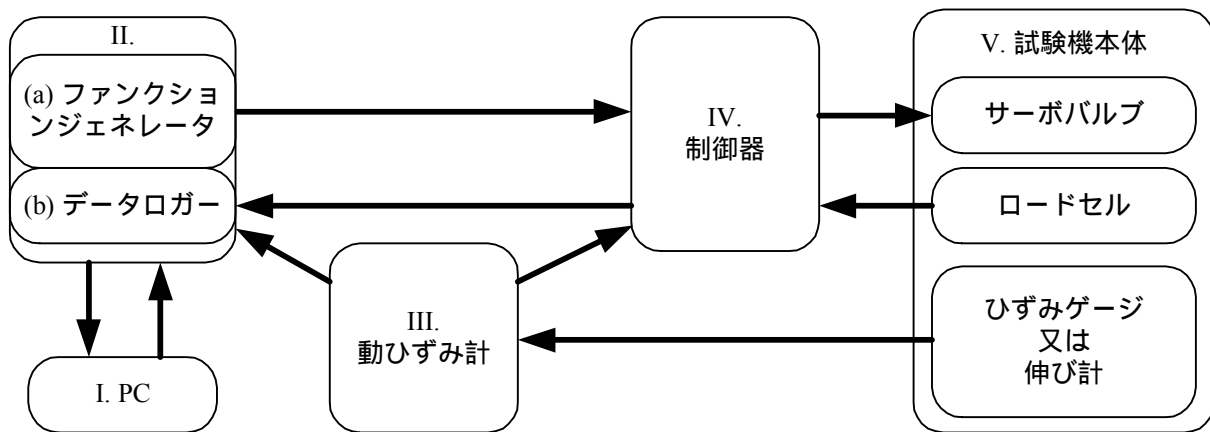 II.
(a) ファンクショ
ンジェネレータ
(b) データロガー
I. PC
III.
動ひずみ計
IV.
制御器
V. 試験機本体
サーボバルブ
ロードセル
ひずみゲージ
又は
伸び計